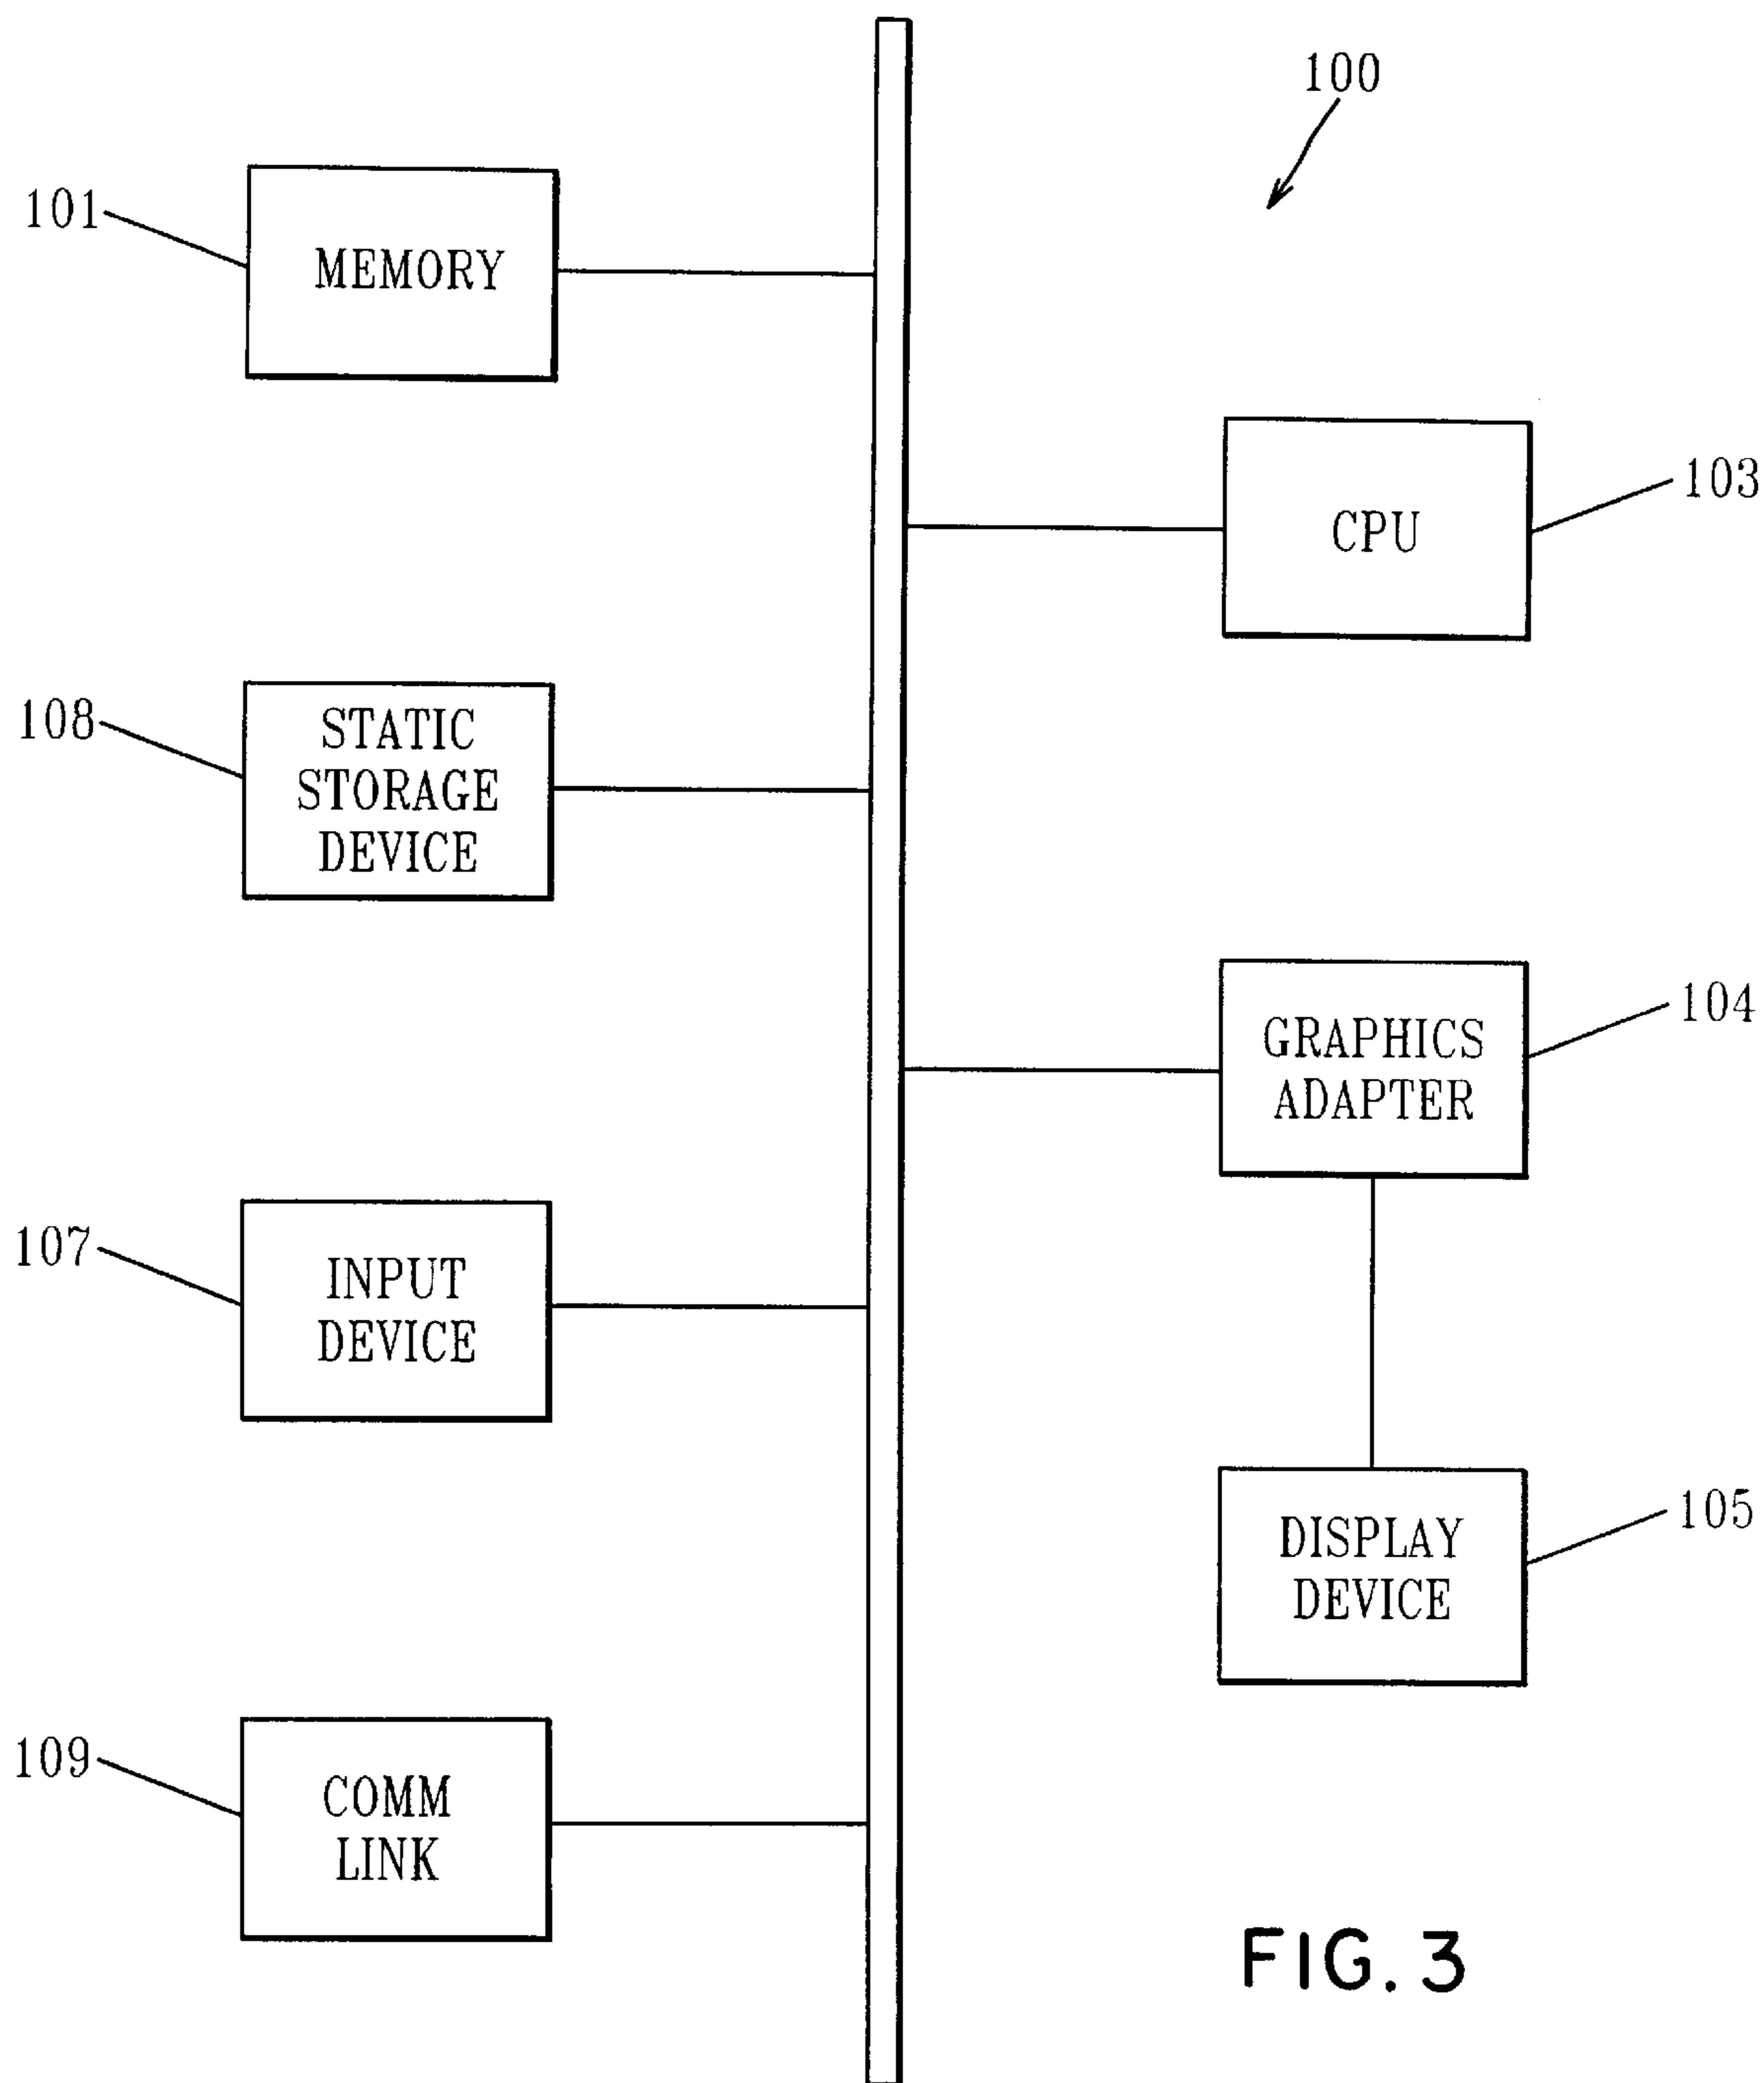 100
101
MEMORY
CPU
103
108
STATIC
STORAGE
DEVICE
GRAPHICS
ADAPTER
104
107
INPUT
DEVICE
DISPLAY
DEVICE
105
109
COMM
LINK
FIG. 3